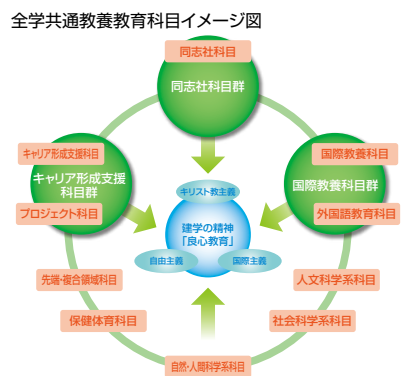 全学共通教養教育科目イメージ図
同志社科目
同志社科目群
キャリア形成支援科目
キャリア形成支援
科目群
プロジェクト科目
国際教養科目
国際教養科目群
外国語教育科目
キリスト教主義
建学の精神
「良心教育」
自由主義
国際主義
先端・複合領域科目
人文科学系科目
保健体育科目
社会科学系科目
自然・人間科学系科目